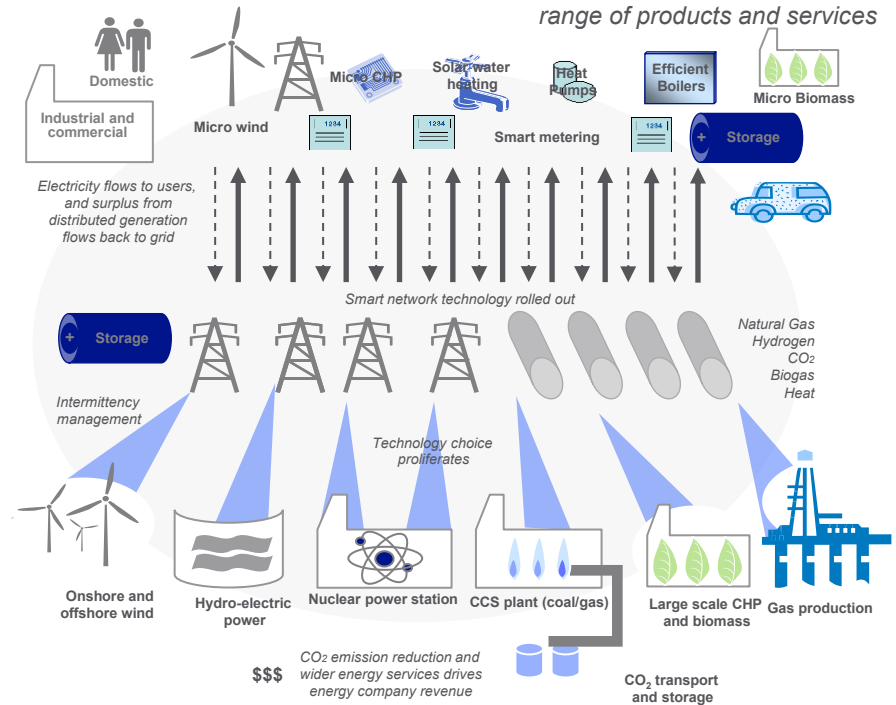 range of products and services
Domestic
Industrial and
commercial
Micro wind
Micro CHP
Solar water
heating
Heat
Pumps
Efficient
Boilers
Micro Biomass
1234
1234
Smart metering
1234
+ Storage
Electricity flows to users,
and surplus from
distributed generation
flows back to grid
Smart network technology rolled out
+ Storage
Natural Gas
Hydrogen
CO2
Biogas
Heat
Intermittency
management
Technology choice
proliferates
Onshore and
offshore wind
Hydro-electric
power
Nuclear power station
CCS plant (coal/gas)
Large scale CHP
and biomass
Gas production
$$$
CO2 emission reduction and
wider energy services drives
energy company revenue
CO2 transport
and storage